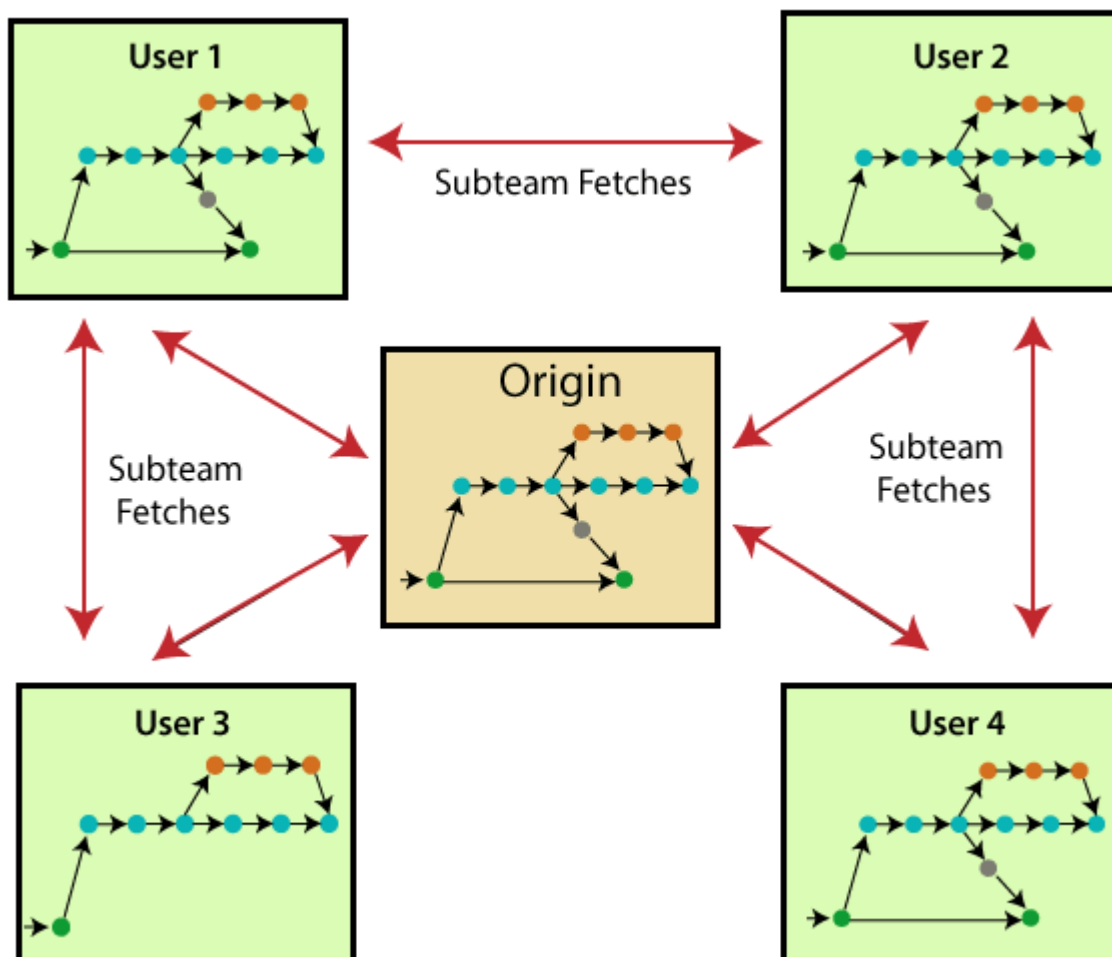 User 1
User 2
Subteam Fetches
Origin
Subteam
Fetches
Subteam
Fetches
User 3
User 4